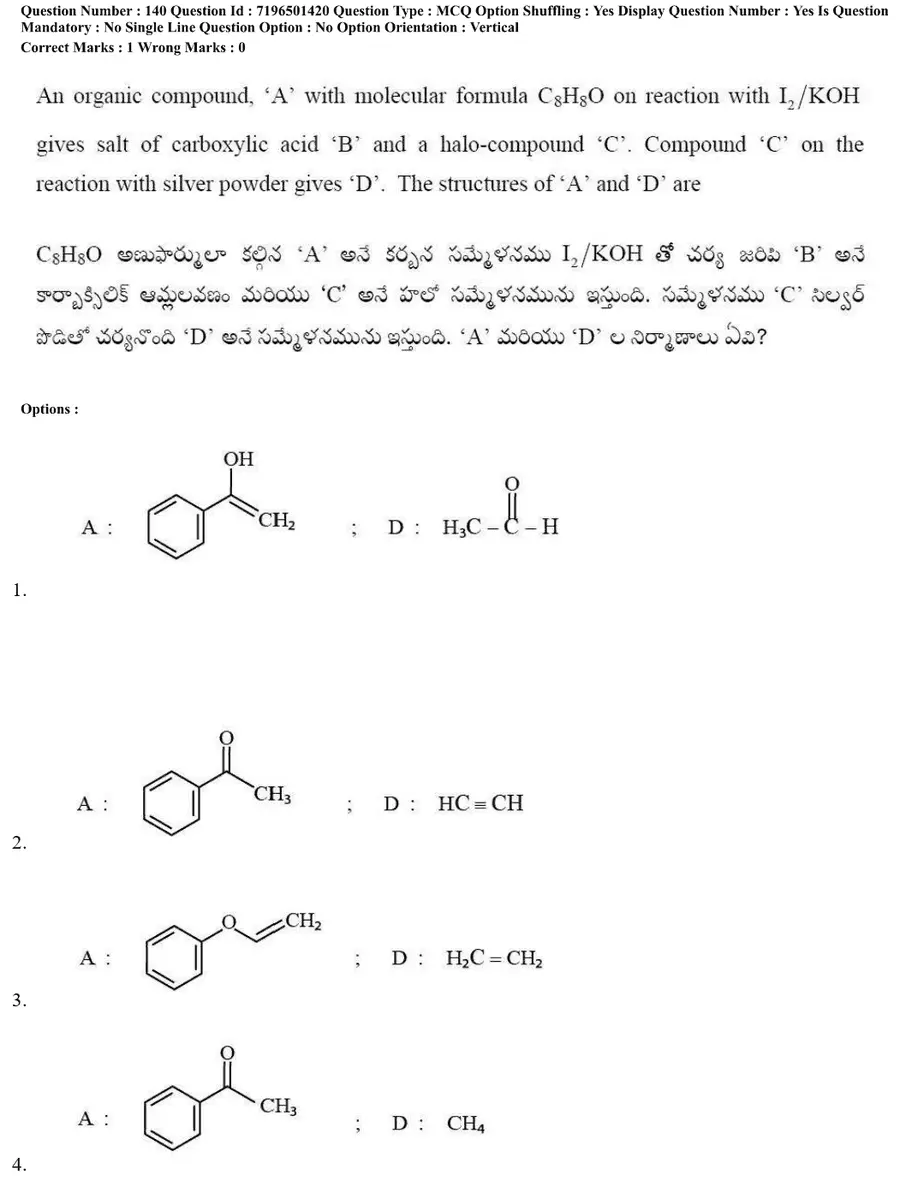 Question Number : 140 Question Id : 7196501420 Question Type : MCQ Option Shuffling : Yes Display Question Number : Yes Is Question
Mandatory : No Single Line Question Option : No Option Orientation : Vertical
Correct Marks : 1 Wrong Marks : 0
An organic compound, ‘A’ with molecular formula C₈H₈O on reaction with I₂/KOH
gives salt of carboxylic acid ‘B’ and a halo-compound ‘C’. Compound ‘C’ on the
reaction with silver powder gives ‘D’. The structures of ‘A’ and ‘D’ are
C₈H₈O అణుఫార్ములా కల్గిన ‘A’ అనే కర్బన సమ్మేళనము I₂/KOH తో చర్య జరిపి ‘B’ అనే
కార్బాక్సిలిక్ ఆమ్లలవణం మరియు ‘C’ అనే హలో సమ్మేళనమును ఇస్తుంది. సమ్మేళనము ‘C’ సిల్వర్
పొడితో చర్యనొంది ‘D’ అనే సమ్మేళనమును ఇస్తుంది. ‘A’ మరియు ‘D’ ల నిర్మాణాలు ఏవి?
Options :
OH
CH₂
O
A : ; D : H₃C – C – H
1.
O
CH₃
A : ; D : HC ≡ CH
2.
O CH₂
A : ; D : H₂C = CH₂
3.
O
CH₃
A : ; D : CH₄
4.